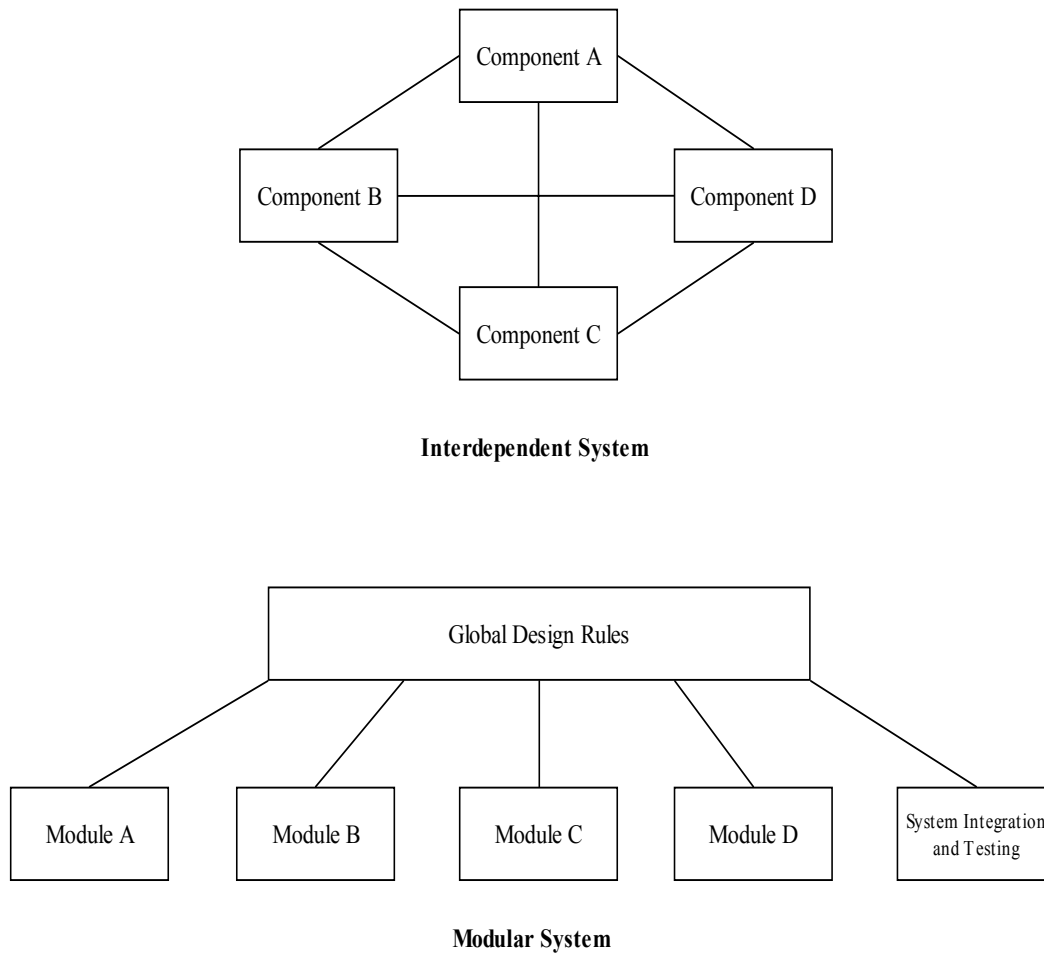 Component A
Component B
Component D
Component C
Interdependent System
Global Design Rules
Module A
Module B
Module C
Module D
System Integration
and Testing
Modular System